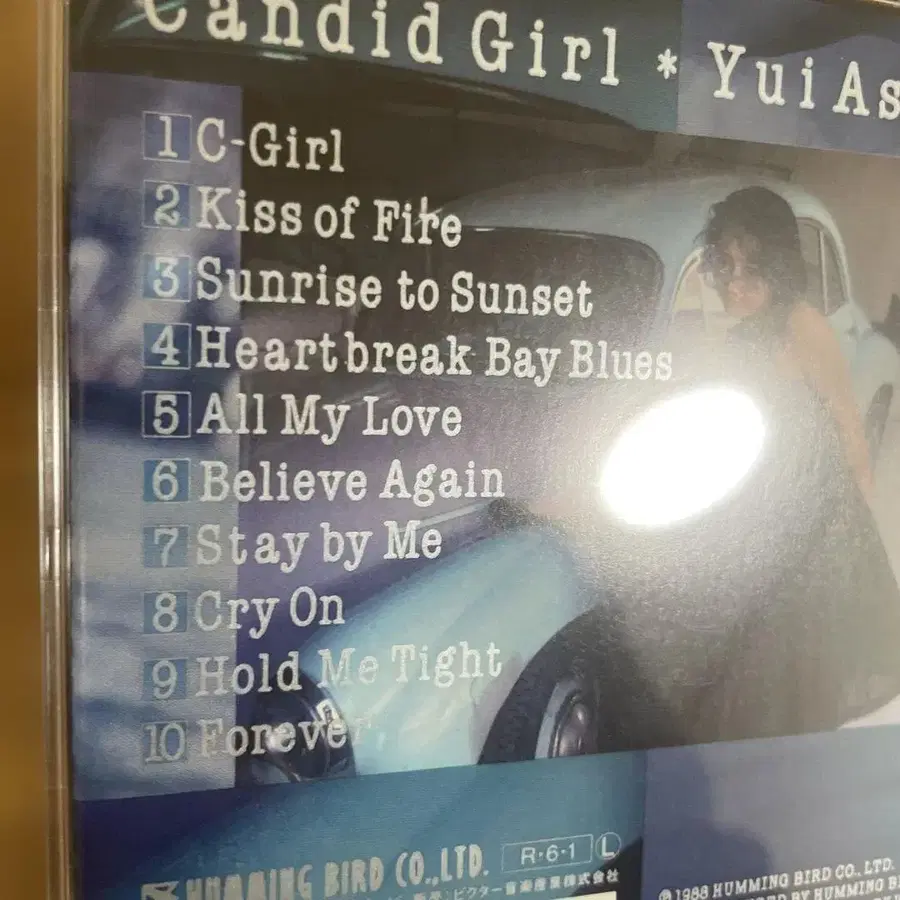 Candid Girl * Yui As
1 C-Girl
2 Kiss of Fire
3 Sunrise to Sunset
4 Heartbreak Bay Blues
5 All My Love
6 Believe Again
7 Stay by Me
8 Cry On
9 Hold Me Tight
10 Forever
HUMMING BIRD CO.,LTD. R·6·1 L
ビクター音楽産業株式会社
℗1988 HUMMING BIRD CO., LTD.
BY HUMMING